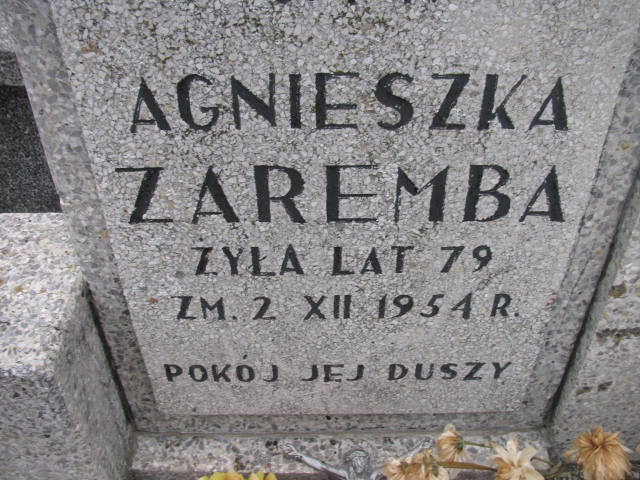 AGNIESZKA
ZAREMBA
ŻYŁA LAT 79
ZM. 2 XII 1954 R.
POKÓJ JEJ DUSZY